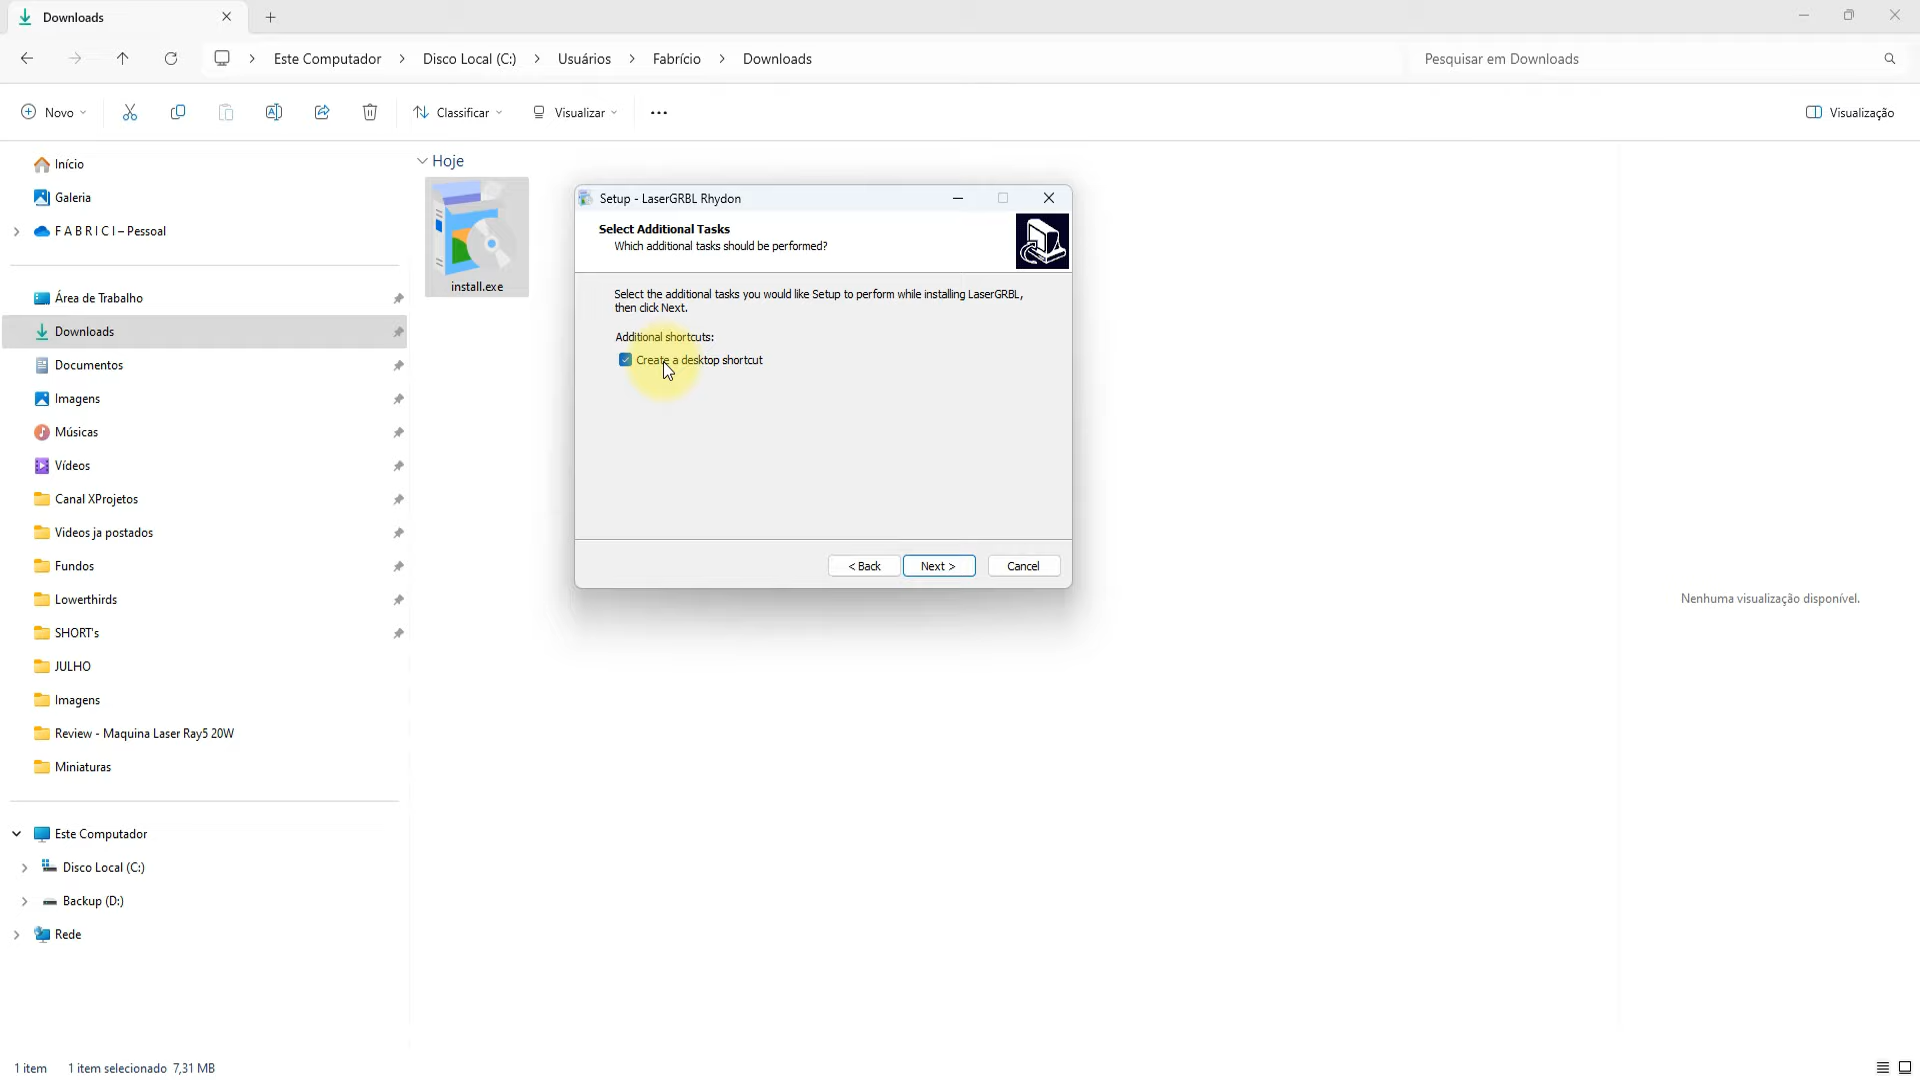 Downloads
Este Computador
Disco Local (C:)
Usuários
Fabrício
Downloads
Pesquisar em Downloads
Novo
Classificar
Visualizar
Visualização
Início
Galeria
F A B R I C I – Pessoal
Área de Trabalho
Downloads
Documentos
Imagens
Músicas
Vídeos
Canal XProjetos
Videos ja postados
Fundos
Lowerthirds
SHORT's
JULHO
Imagens
Review - Maquina Laser Ray5 20W
Miniaturas
Este Computador
Disco Local (C:)
Backup (D:)
Rede
Hoje
install.exe
Setup - LaserGRBL Rhydon
Select Additional Tasks
Which additional tasks should be performed?
Select the additional tasks you would like Setup to perform while installing LaserGRBL,
then click Next.
Additional shortcuts:
Create a desktop shortcut
< Back
Next >
Cancel
Nenhuma visualização disponível.
1 item
1 item selecionado 7,31 MB